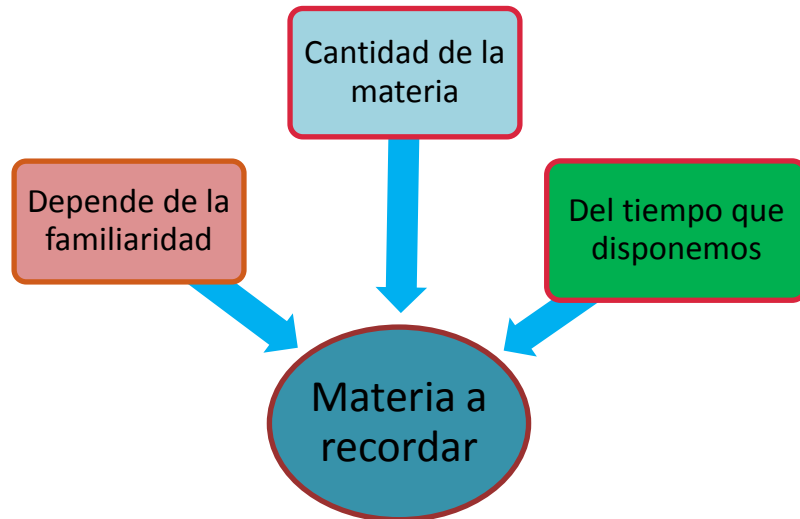 Cantidad de la
materia
Depende de la
familiaridad
Del tiempo que
disponemos
Materia a
recordar